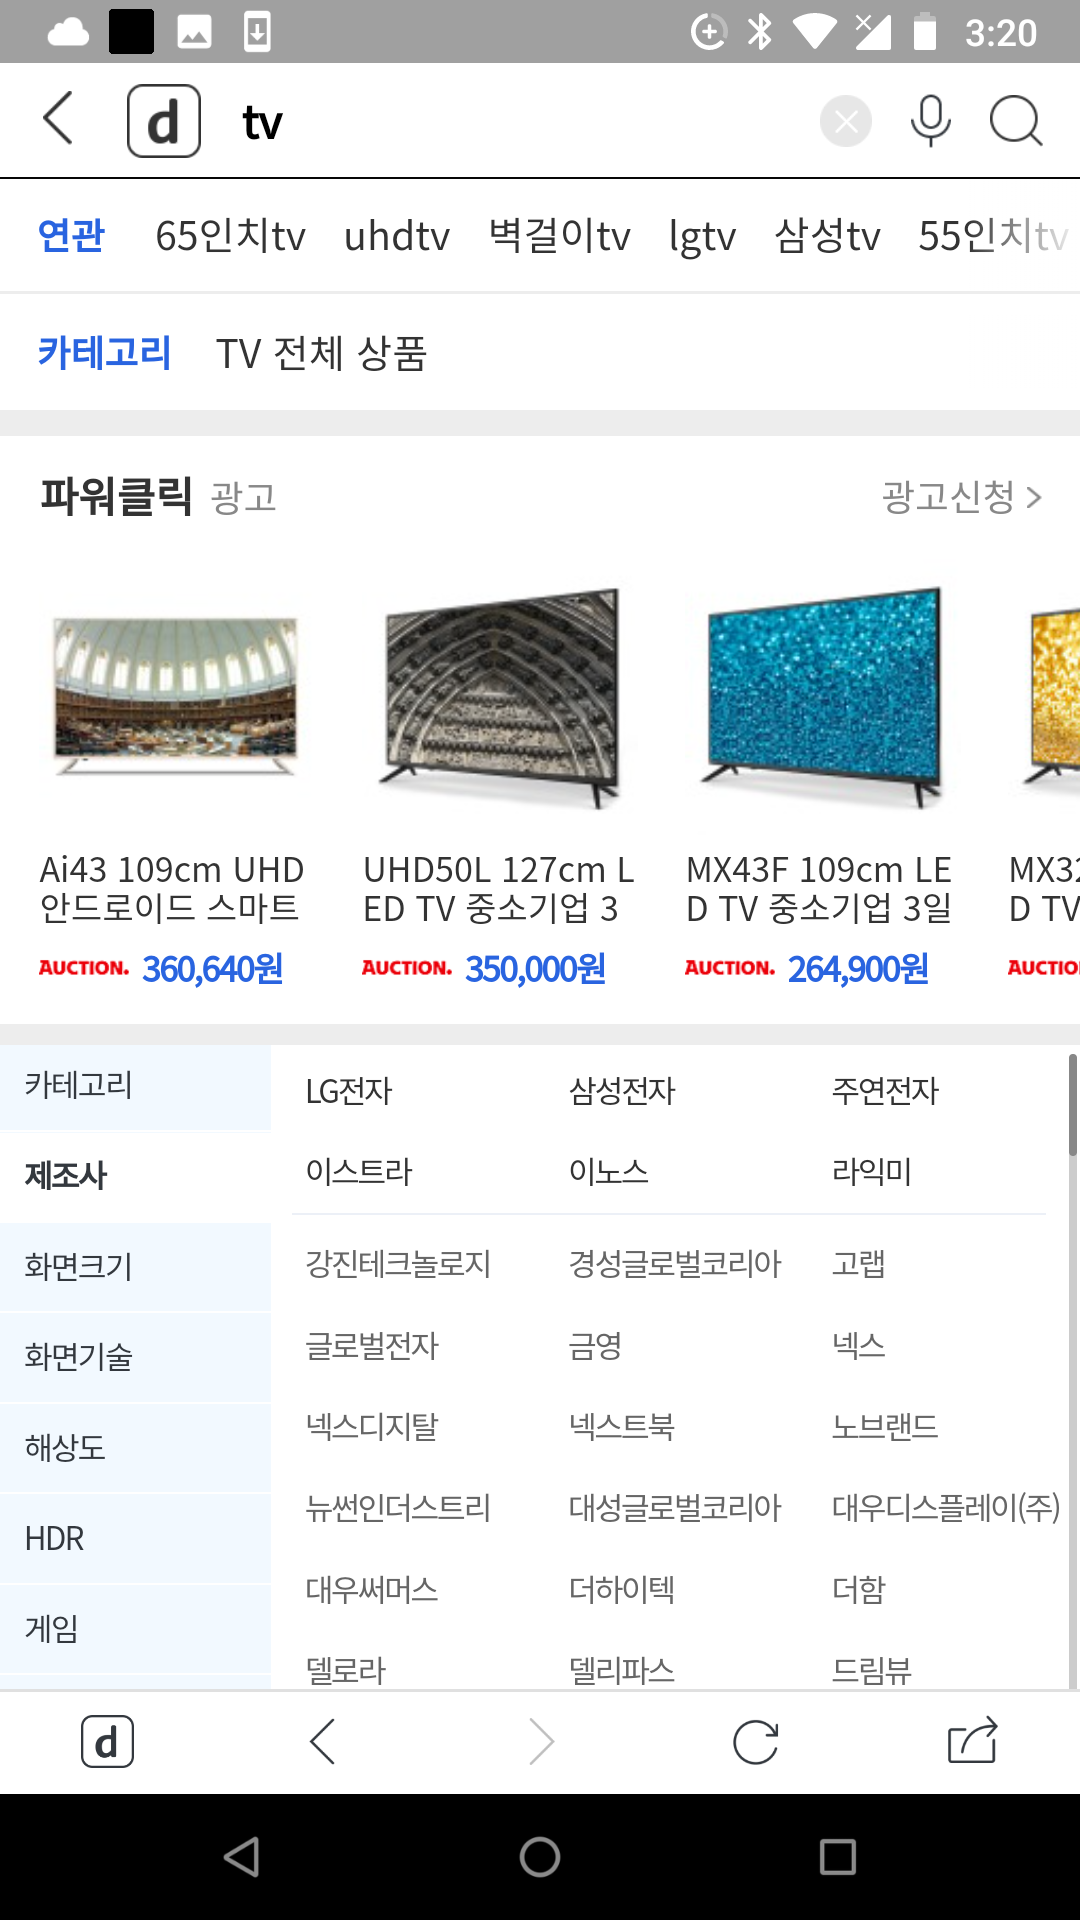 3:20
d tv
연관 65인치tv uhdtv 벽걸이tv lgtv 삼성tv 55인치tv
카테고리 TV 전체 상품
파워클릭 광고 광고신청
Ai43 109cm UHD
안드로이드 스마트
AUCTION. 360,640원
UHD50L 127cm L
ED TV 중소기업 3
AUCTION. 350,000원
MX43F 109cm LE
D TV 중소기업 3일
AUCTION. 264,900원
MX32
D TV
AUCTIO
카테고리
제조사
화면크기
화면기술
해상도
HDR
게임
LG전자 삼성전자 주연전자
이스트라 이노스 라익미
강진테크놀로지 경성글로벌코리아 고랩
글로벌전자 금영 넥스
넥스디지탈 넥스트북 노브랜드
뉴썬인더스트리 대성글로벌코리아 대우디스플레이(주)
대우써머스 더하이텍 더함
델로라 델리파스 드림뷰
d